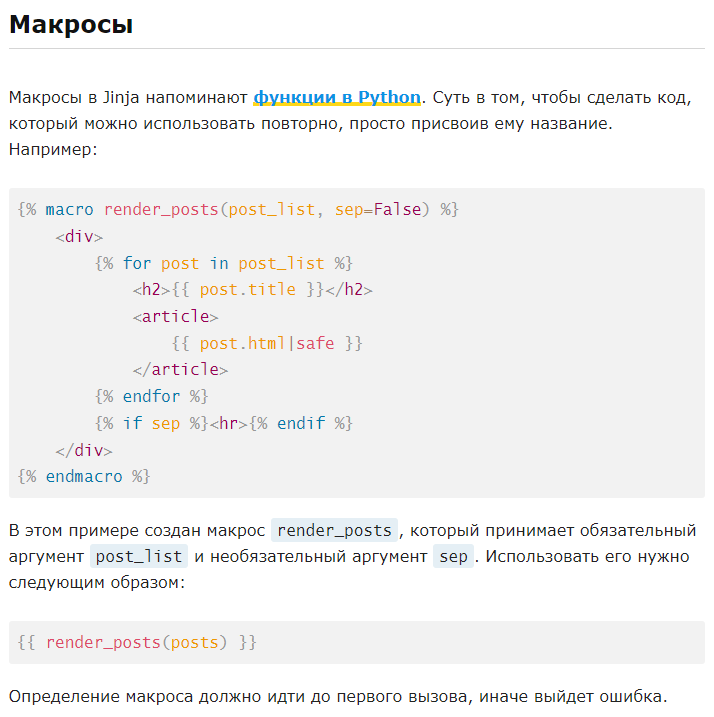 Макросы
Макросы в Jinja напоминают функции в Python. Суть в том, чтобы сделать код,
который можно использовать повторно, просто присвоив ему название.
Например:
{% macro render_posts(post_list, sep=False) %}
    <div>
        {% for post in post_list %}
            <h2>{{ post.title }}</h2>
            <article>
                {{ post.html|safe }}
            </article>
        {% endfor %}
        {% if sep %}<hr>{% endif %}
    </div>
{% endmacro %}
В этом примере создан макрос render_posts, который принимает обязательный
аргумент post_list и необязательный аргумент sep. Использовать его нужно
следующим образом:
{{ render_posts(posts) }}
Определение макроса должно идти до первого вызова, иначе выйдет ошибка.